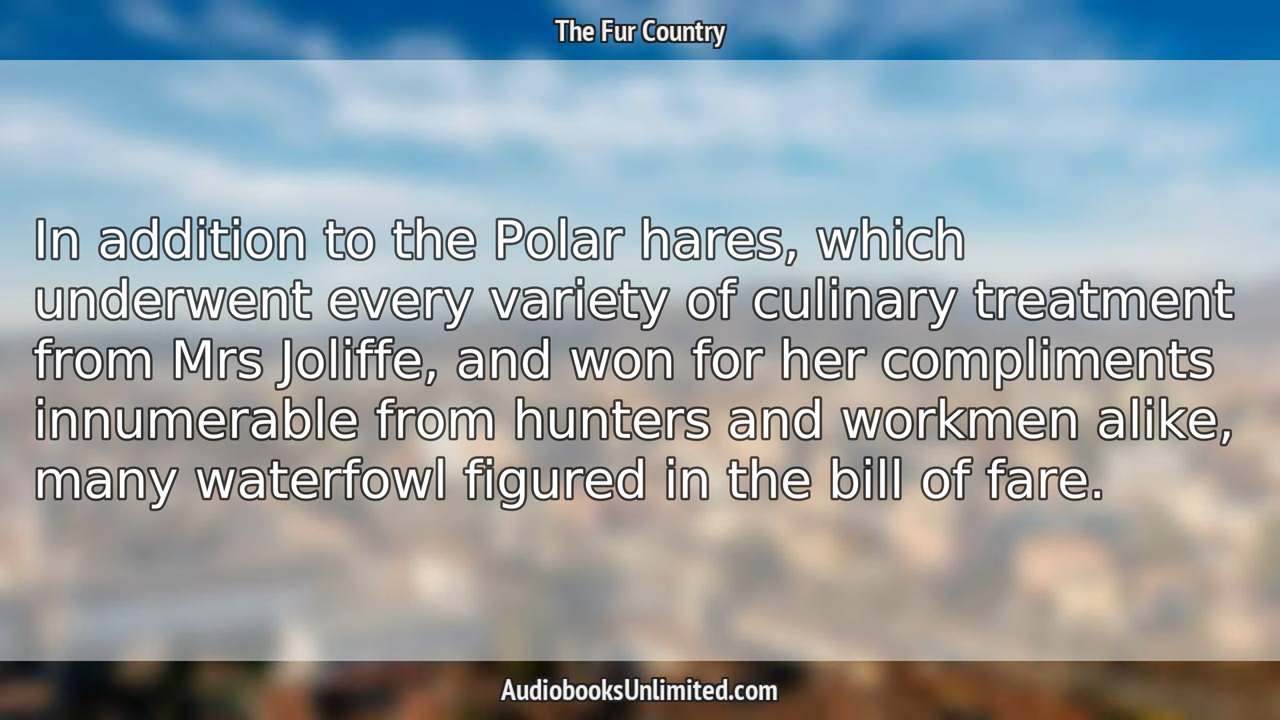 The Fur Country
In addition to the Polar hares, which
underwent every variety of culinary treatment
from Mrs Joliffe, and won for her compliments
innumerable from hunters and workmen alike,
many waterfowl figured in the bill of fare.
AudiobooksUnlimited.com